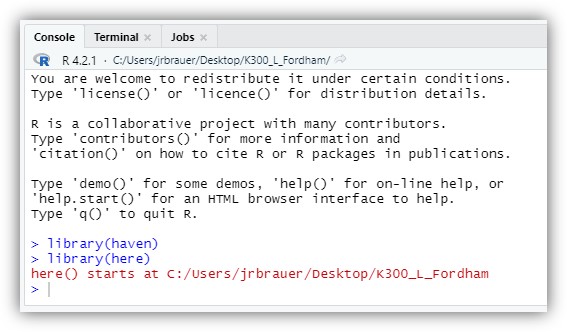 Console Terminal × Jobs ×
R R 4.2.1 · C:/Users/jrbrauer/Desktop/K300_L_Fordham/
You are welcome to redistribute it under certain conditions.
Type 'license()' or 'licence()' for distribution details.
R is a collaborative project with many contributors.
Type 'contributors()' for more information and
'citation()' on how to cite R or R packages in publications.
Type 'demo()' for some demos, 'help()' for on-line help, or
'help.start()' for an HTML browser interface to help.
Type 'q()' to quit R.
> library(haven)
> library(here)
here() starts at C:/Users/jrbrauer/Desktop/K300_L_Fordham
>